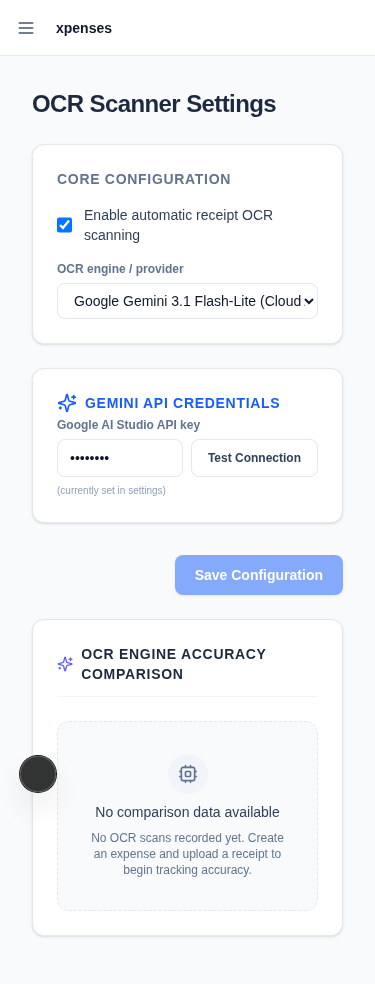 xpenses
OCR Scanner Settings
CORE CONFIGURATION
Enable automatic receipt OCR
scanning
OCR engine / provider
Google Gemini 3.1 Flash-Lite (Cloud
GEMINI API CREDENTIALS
Google AI Studio API key
••••••••
Test Connection
(currently set in settings)
Save Configuration
OCR ENGINE ACCURACY
COMPARISON
No comparison data available
No OCR scans recorded yet. Create
an expense and upload a receipt to
begin tracking accuracy.